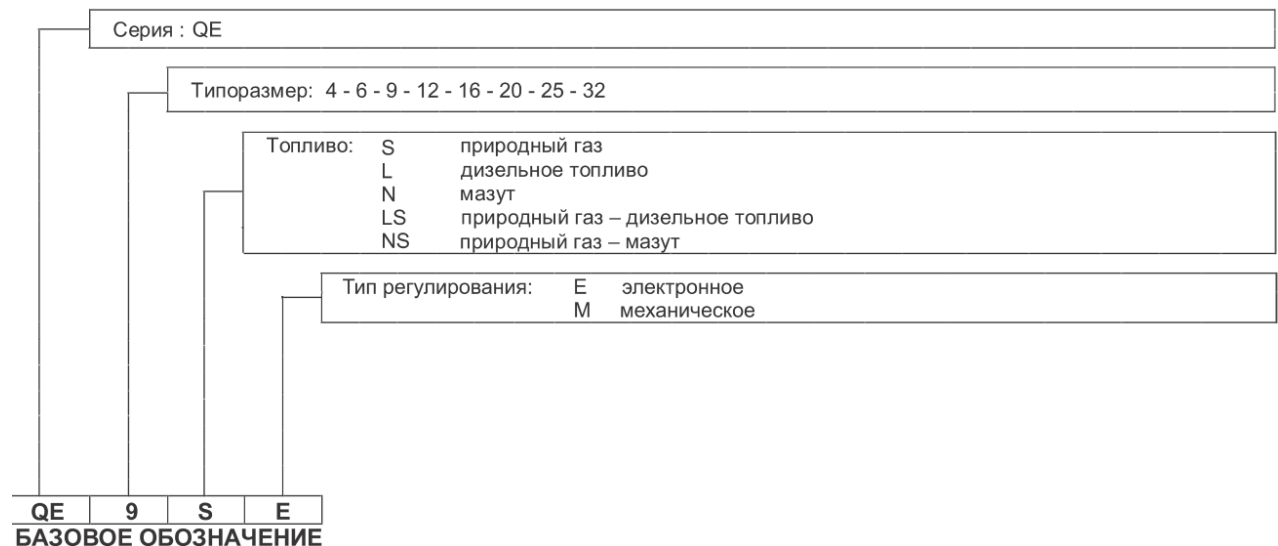 Серия : QE
Типоразмер: 4 - 6 - 9 - 12 - 16 - 20 - 25 - 32
Топливо: S природный газ
L дизельное топливо
N мазут
LS природный газ – дизельное топливо
NS природный газ – мазут
Тип регулирования: E электронное
M механическое
QE 9 S E
БАЗОВОЕ ОБОЗНАЧЕНИЕ